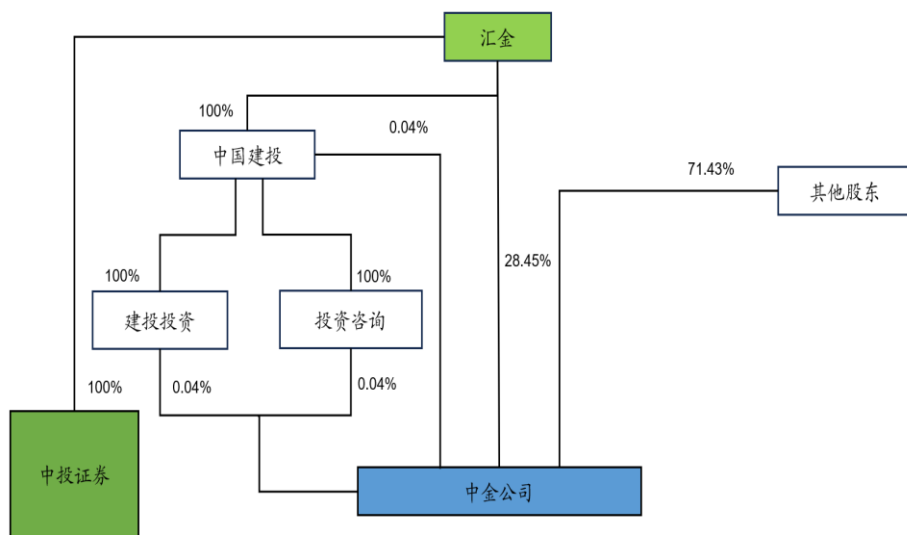 汇金
100%
0.04%
中国建投
71.43%
其他股东
28.45%
100%
100%
建投投资
投资咨询
100%
0.04%
0.04%
中投证券
中金公司